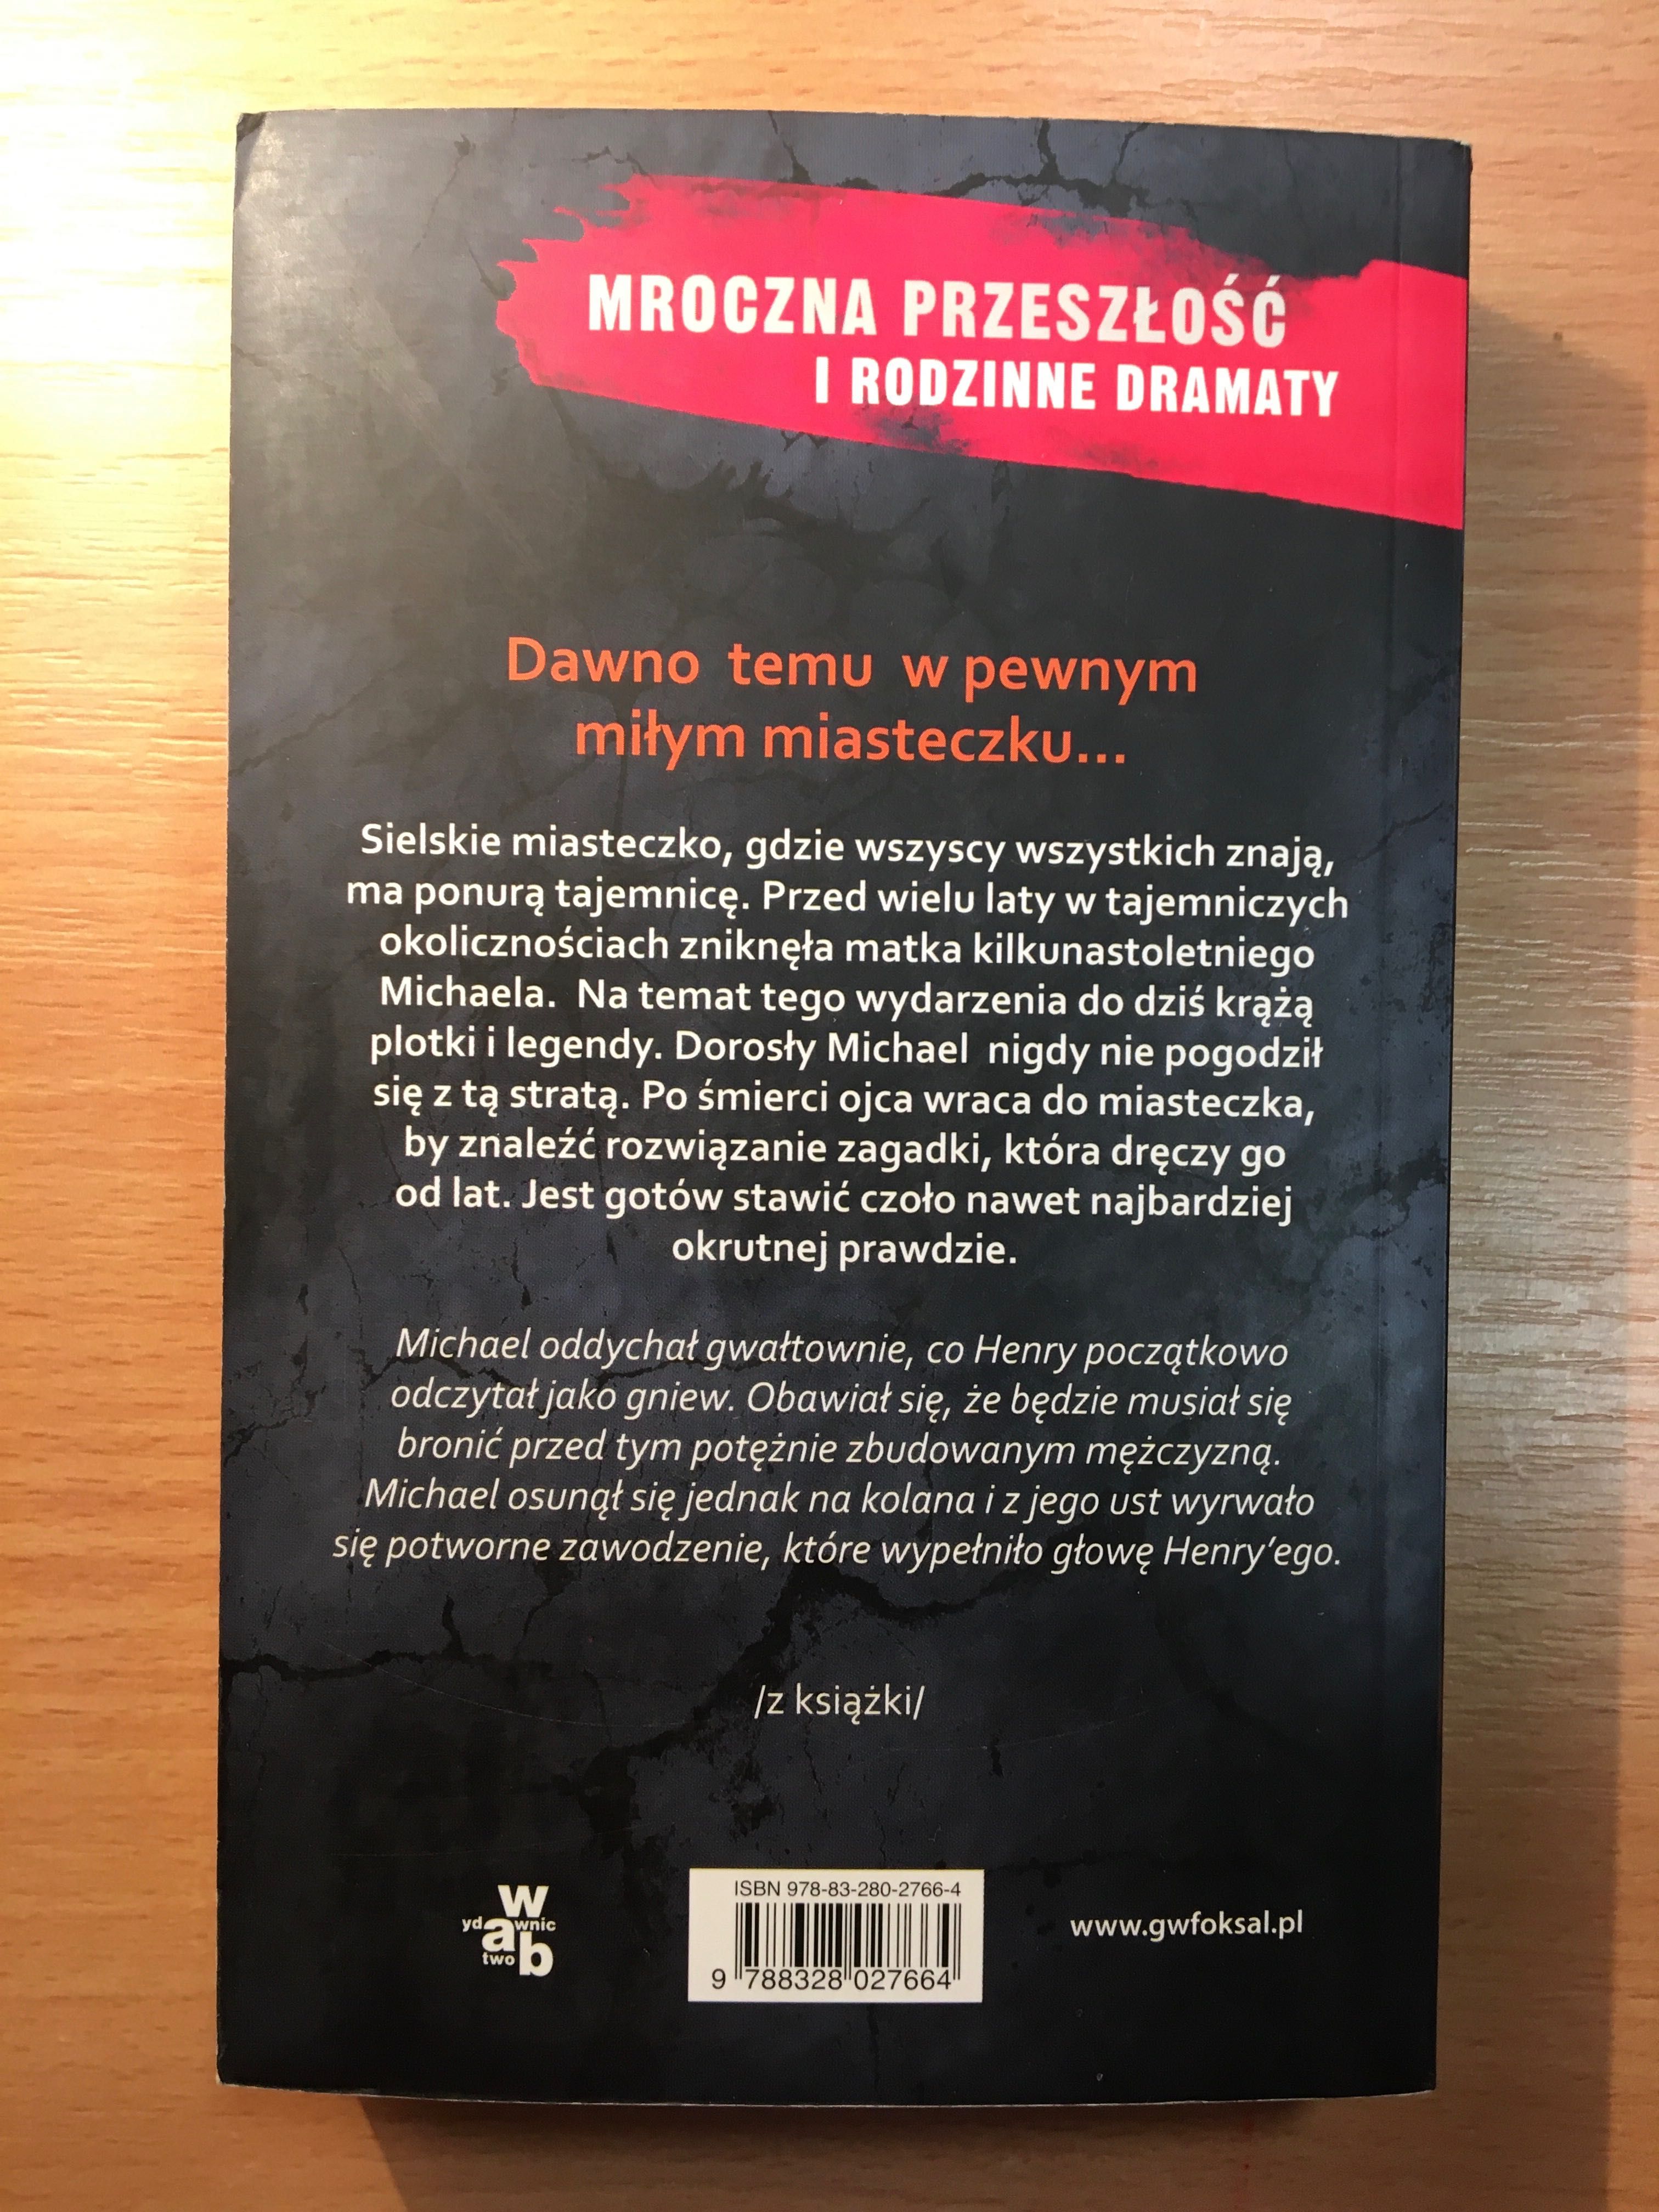 MROCZNA PRZESZŁOŚĆ
I RODZINNE DRAMATY
Dawno temu w pewnym
miłym miasteczku...
Sielskie miasteczko, gdzie wszyscy wszystkich znają,
ma ponurą tajemnicę. Przed wielu laty w tajemniczych
okolicznościach zniknęła matka kilkunastoletniego
Michaela. Na temat tego wydarzenia do dziś krążą
plotki i legendy. Dorosły Michael nigdy nie pogodził
się z tą stratą. Po śmierci ojca wraca do miasteczka,
by znaleźć rozwiązanie zagadki, która dręczy go
od lat. Jest gotów stawić czoło nawet najbardziej
okrutnej prawdzie.
Michael oddychał gwałtownie, co Henry początkowo
odczytał jako gniew. Obawiał się, że będzie musiał się
bronić przed tym potężnie zbudowanym mężczyzną.
Michael osunął się jednak na kolana i z jego ust wyrwało
się potworne zawodzenie, które wypełniło głowę Henry’ego.
/z książki/
w
ydawnic
two b
ISBN 978-83-280-2766-4
9 788328 027664
www.gwfoksal.pl